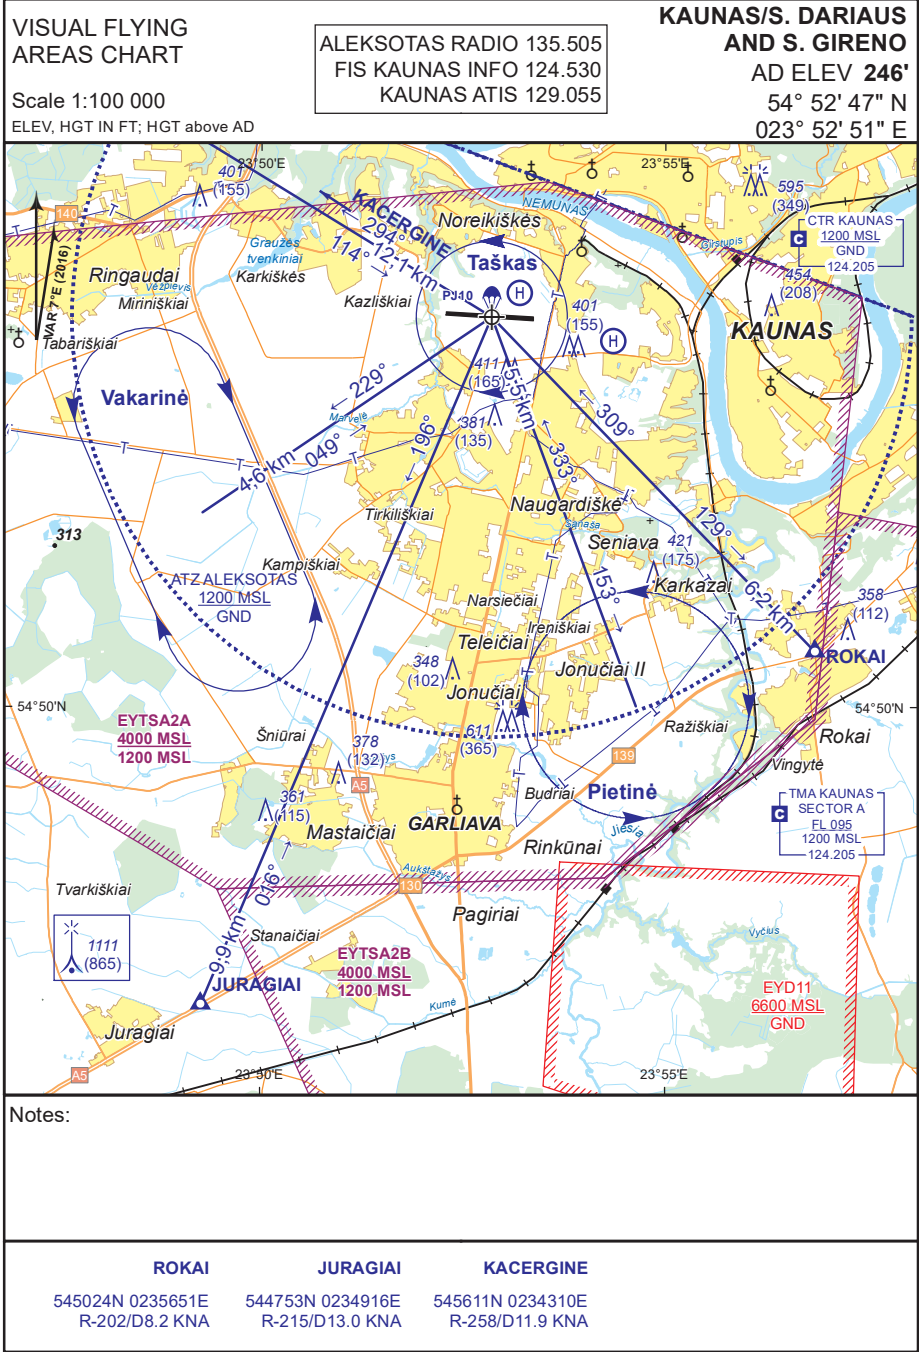 VISUAL FLYING
AREAS CHART
Scale 1:100 000
ELEV, HGT IN FT; HGT above AD
ALEKSOTAS RADIO 135.505
FIS KAUNAS INFO 124.530
KAUNAS ATIS 129.055
KAUNAS/S. DARIAUS
AND S. GIRENO
AD ELEV 246'
54° 52' 47" N
023° 52' 51" E
23°50'E
23°55'E
401
(155)
595
(349)
KACERGINE
294°
114°
12,1 km
NEMUNAS
Noreikiškės
Girstupis
CTR KAUNAS
1200 MSL
GND
124.205
C
140
VAR 7°E (2016)
Graužės
tvenkiniai
Karkiškės
Ringaudai
Vėžpievis
Miriniškiai
Kazliškiai
Taškas
PJ10
H
454
(208)
401
(155)
H
KAUNAS
Tabariškiai
411
(165)
5,5 km
229°
049°
4,6 km
Vakarinė
Marvelė
196°
381
(135)
309°
333°
Naugardiškė
Tirkiliškiai
Sanaša
129°
313
Seniava
421
(175)
Kampiškiai
ATZ ALEKSOTAS
1200 MSL
GND
Karkazai
153°
6,2 km
358
(112)
Narsiečiai
Ireniškiai
Teleičiai
348
(102)
Jonučiai II
ROKAI
Jonučiai
54°50'N
54°50'N
EYTSA2A
4000 MSL
1200 MSL
Šniūrai
611
(365)
Ražiškiai
Rokai
378
(132)
139
Vingytė
A5
361
(115)
Budriai
Pietinė
TMA KAUNAS
SECTOR A
FL 095
1200 MSL
124.205
C
Mastaičiai
GARLIAVA
Jiesia
Rinkūnai
016°
Aukštažys
130
Tvarkiškiai
Pagiriai
9,9 km
Stanaičiai
Vyčius
1111
(865)
EYTSA2B
4000 MSL
1200 MSL
JURAGIAI
EYD11
6600 MSL
GND
Kumė
Juragiai
A5
23°50'E
23°55'E
Notes:
ROKAI
545024N 0235651E
R-202/D8.2 KNA
JURAGIAI
544753N 0234916E
R-215/D13.0 KNA
KACERGINE
545611N 0234310E
R-258/D11.9 KNA